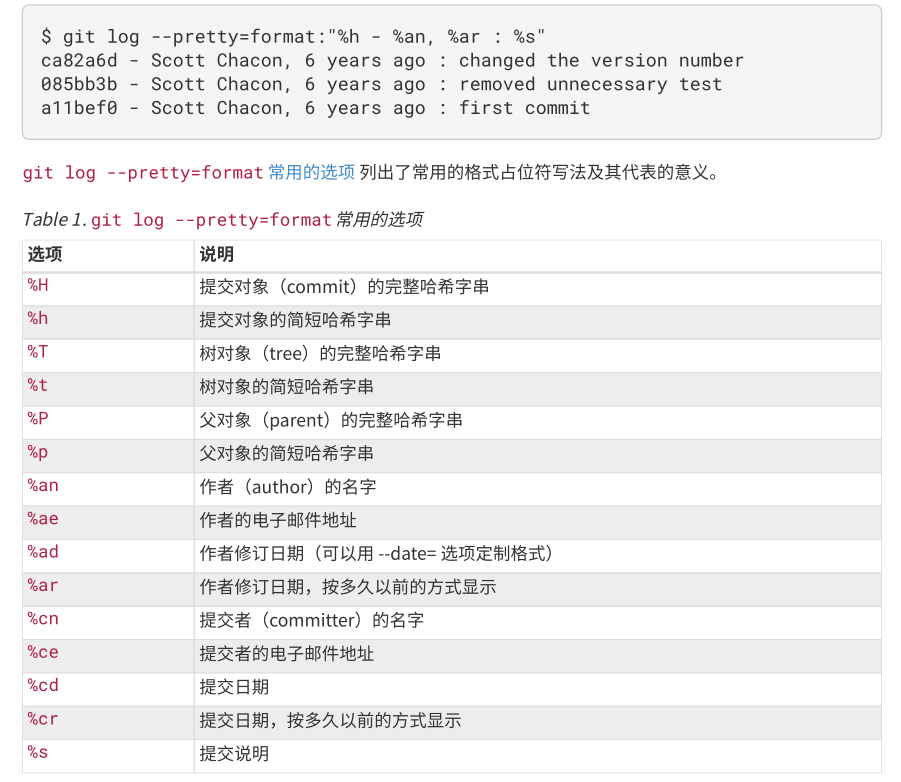 $ git log --pretty=format:"%h - %an, %ar : %s"
ca82a6d - Scott Chacon, 6 years ago : changed the version number
085bb3b - Scott Chacon, 6 years ago : removed unnecessary test
a11bef0 - Scott Chacon, 6 years ago : first commit
git log --pretty=format 常用的选项 列出了常用的格式占位符写法及其代表的意义。
Table 1. git log --pretty=format 常用的选项
选项 说明
%H 提交对象（commit）的完整哈希字串
%h 提交对象的简短哈希字串
%T 树对象（tree）的完整哈希字串
%t 树对象的简短哈希字串
%P 父对象（parent）的完整哈希字串
%p 父对象的简短哈希字串
%an 作者（author）的名字
%ae 作者的电子邮件地址
%ad 作者修订日期（可以用 --date= 选项定制格式）
%ar 作者修订日期，按多久以前的方式显示
%cn 提交者（committer）的名字
%ce 提交者的电子邮件地址
%cd 提交日期
%cr 提交日期，按多久以前的方式显示
%s 提交说明